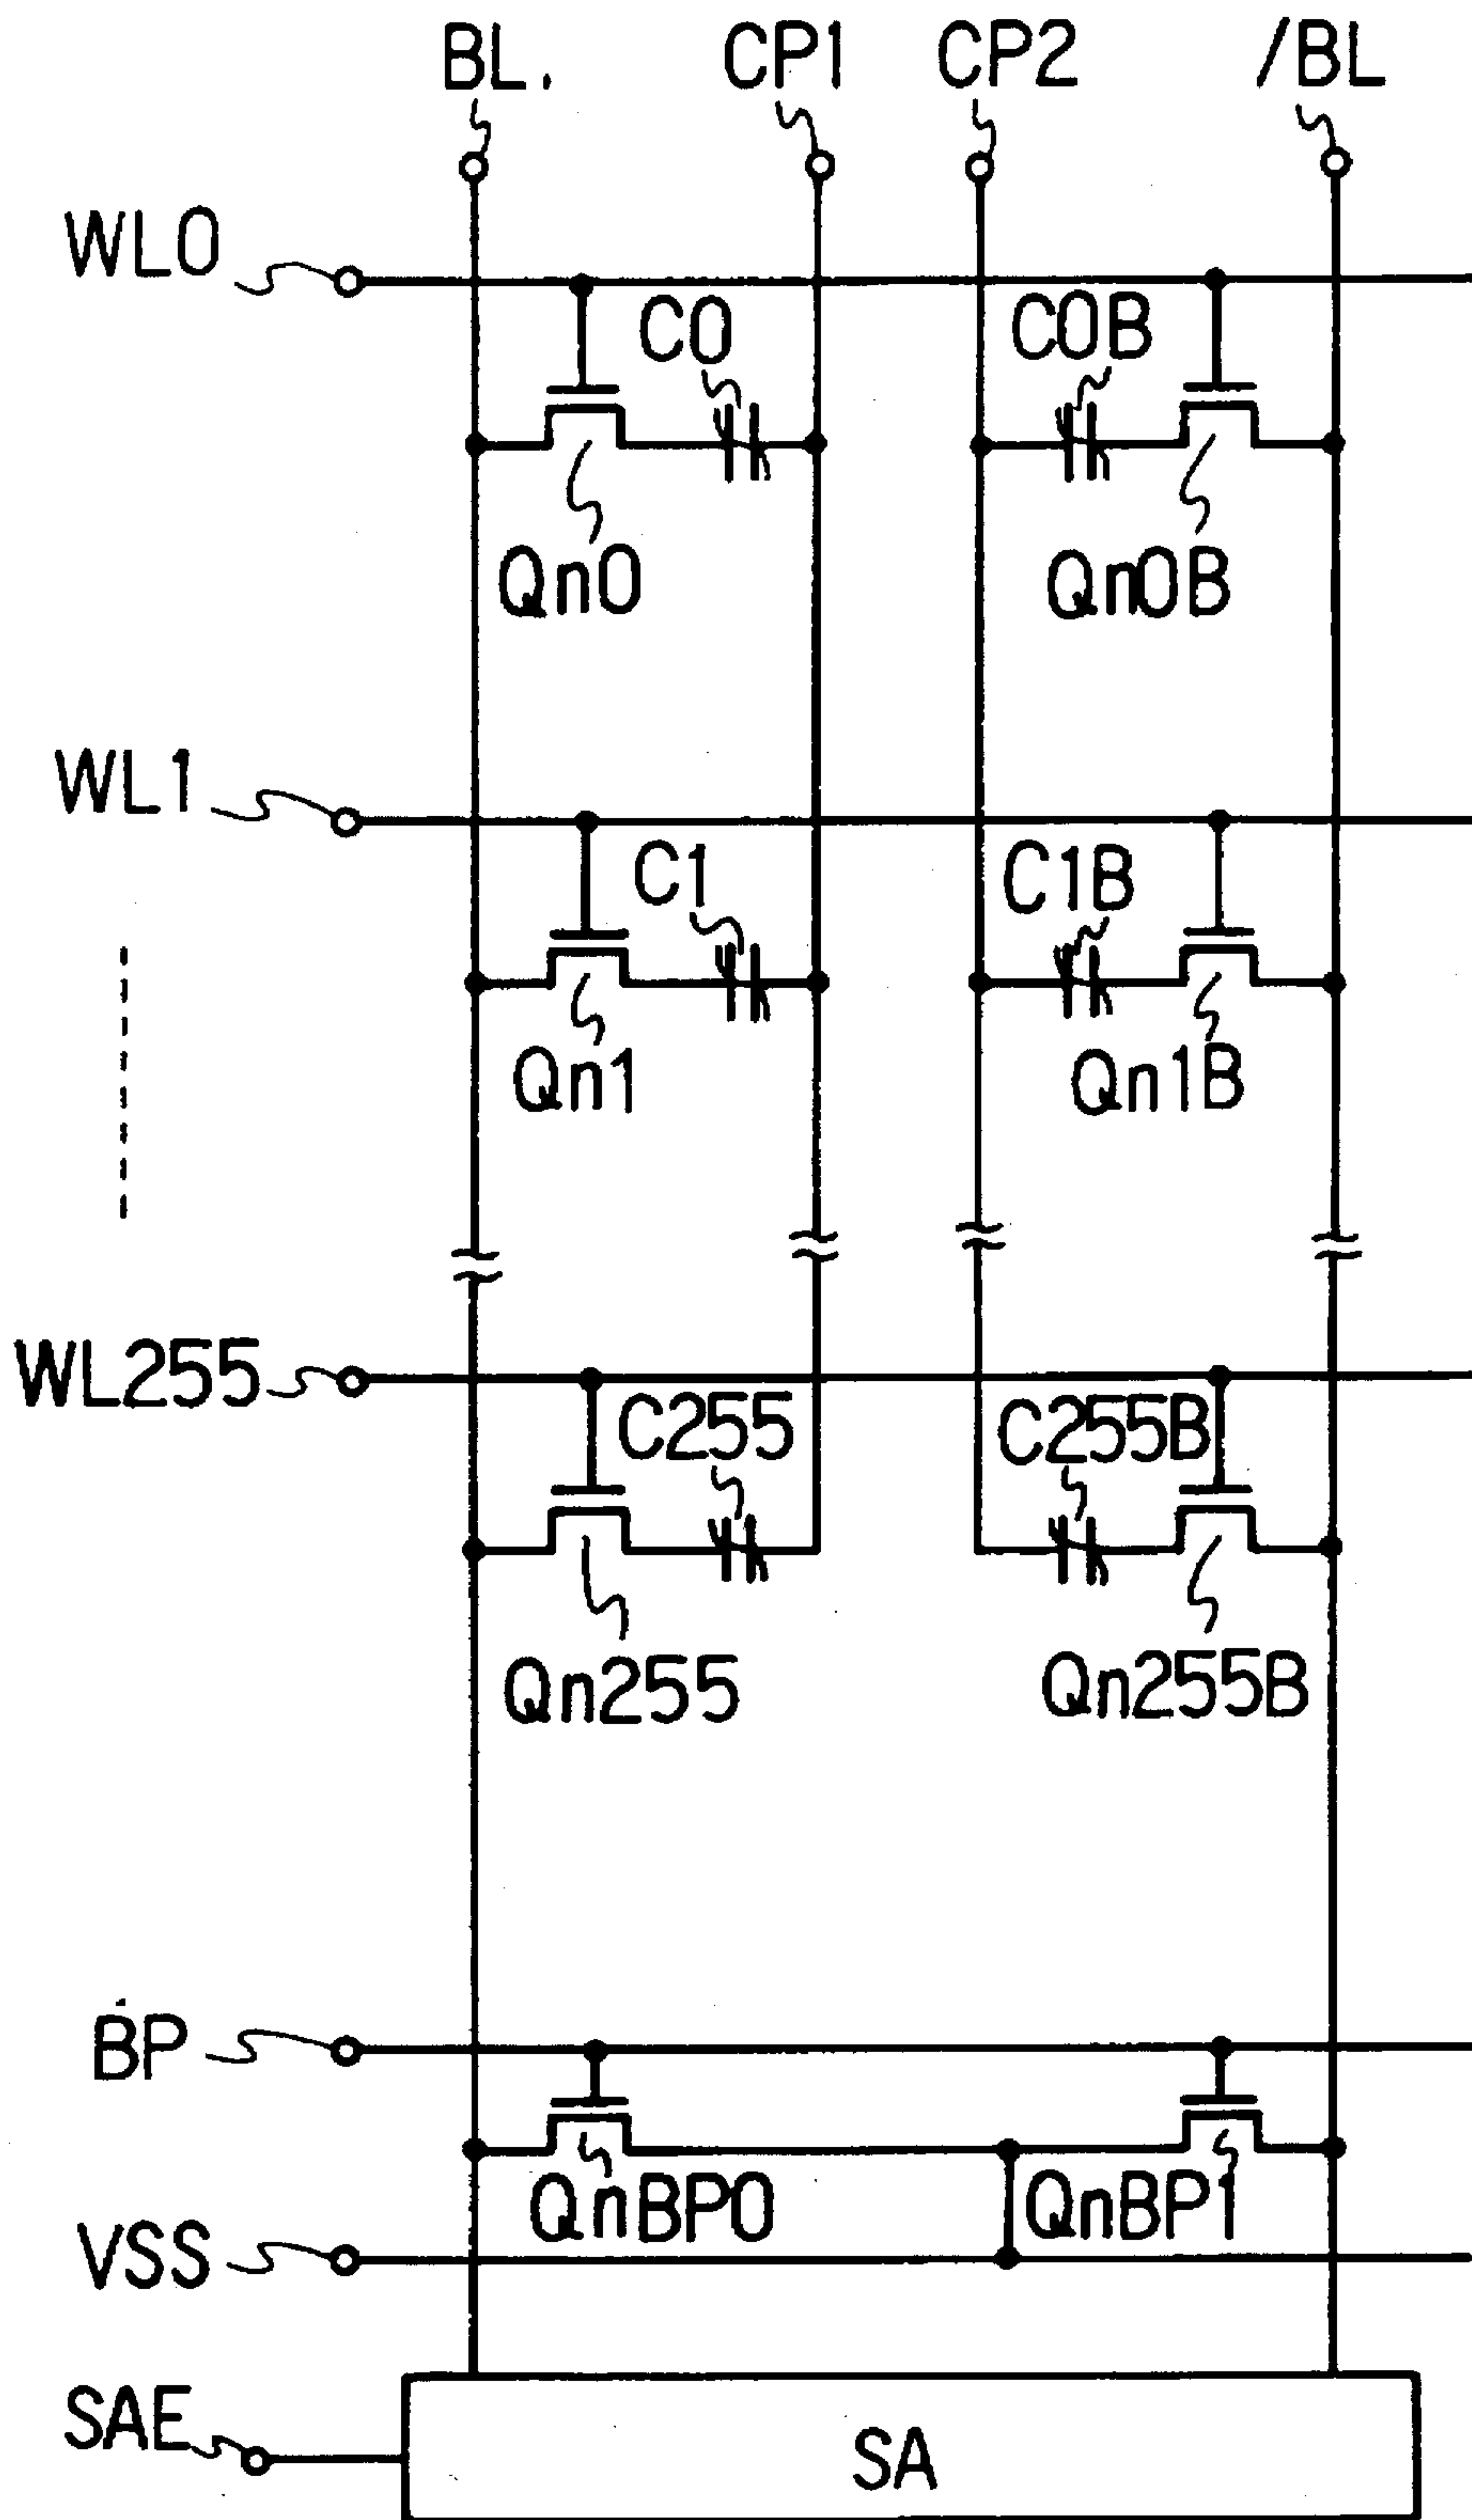 BL. CP1 CP2 /BL
WL0
C0 C0B
Qn0 Qn0B
WL1
C1 C1B
Qn1 Qn1B
WL255
C255 C255B
Qn255 Qn255B
BP
QnBP0 QnBP1
VSS
SAE
SA